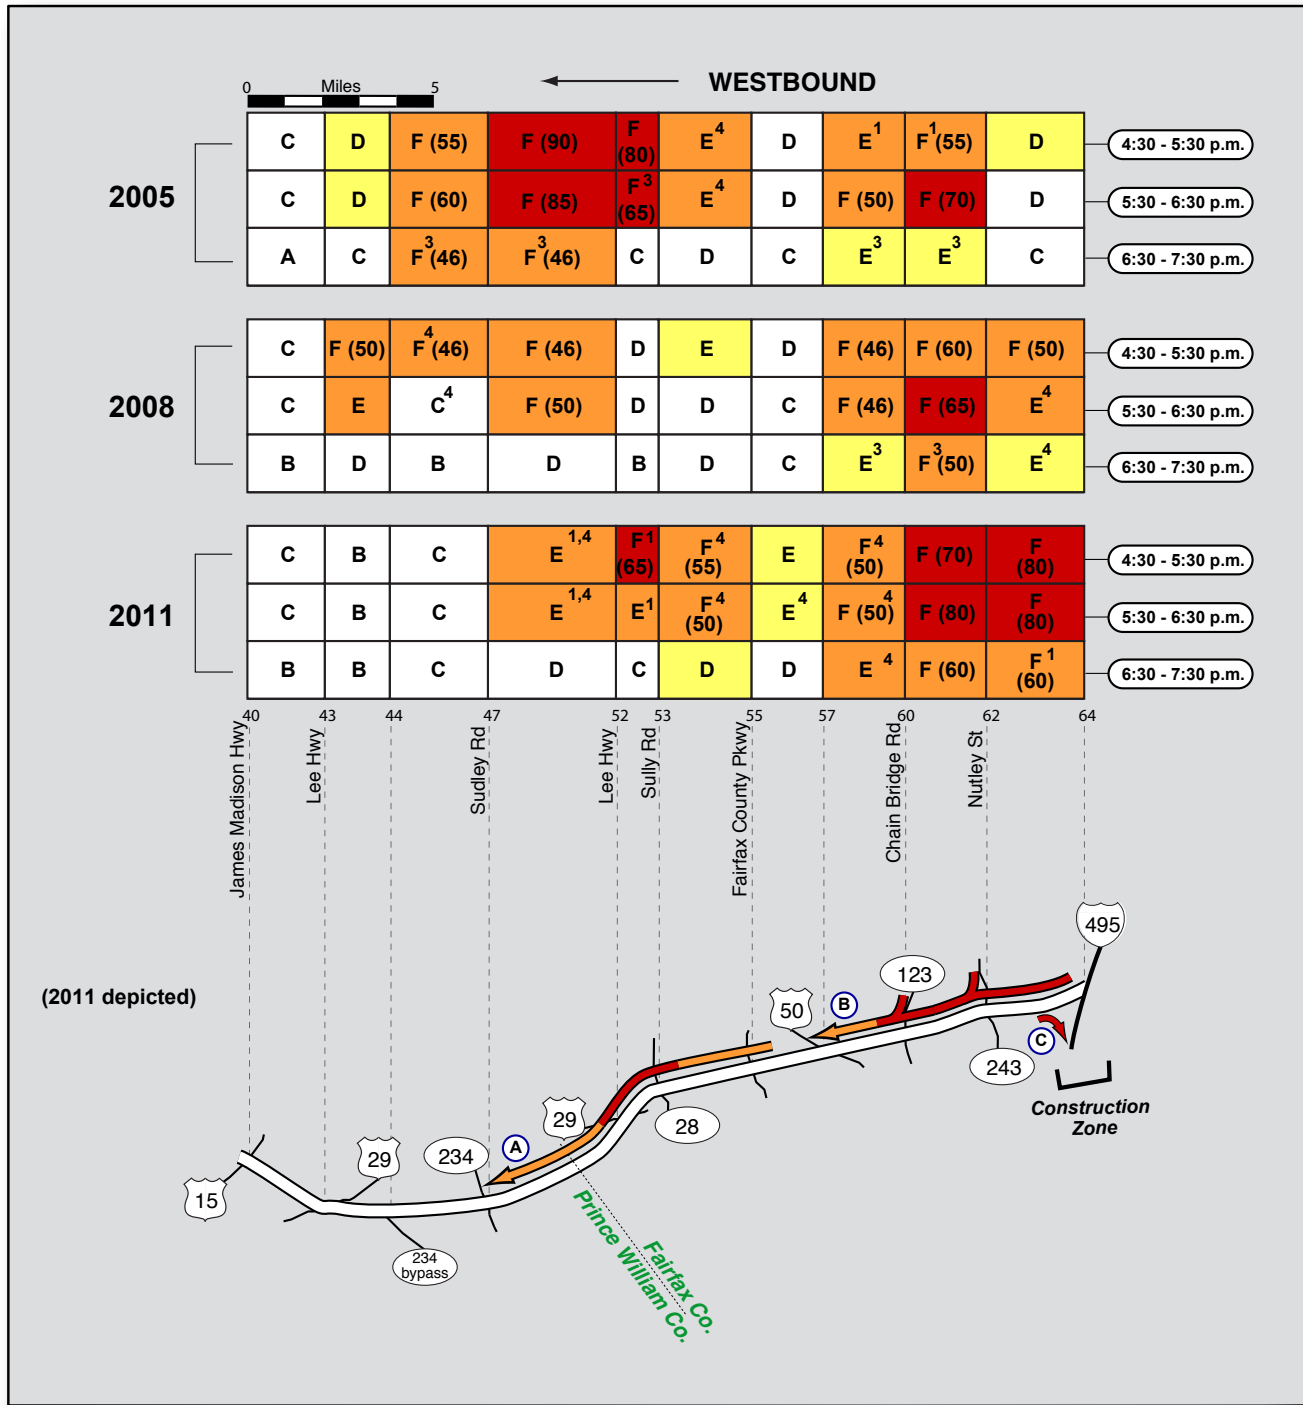 0 Miles 5
WESTBOUND
2005
C D F (55) F (90) F (80) E4 D E1 F1(55) D 4:30 - 5:30 p.m.
C D F (60) F (85) F3 (65) E4 D F (50) F (70) D 5:30 - 6:30 p.m.
A C F3(46) F3(46) C D C E3 E3 C 6:30 - 7:30 p.m.
2008
C F (50) F4(46) F (46) D E D F (46) F (60) F (50) 4:30 - 5:30 p.m.
C E C4 F (50) D D C F (46) F (65) E4 5:30 - 6:30 p.m.
B D B D B D C E3 F3(50) E4 6:30 - 7:30 p.m.
2011
C B C E1,4 F1 (65) F4 (55) E F4 (50) F (70) F (80) 4:30 - 5:30 p.m.
C B C E1,4 E1 F4 (50) E4 F (50)4 F (80) F (80) 5:30 - 6:30 p.m.
B B C D C D D E4 F (60) F1 (60) 6:30 - 7:30 p.m.
40 43 44 47 52 53 55 57 60 62 64
James Madison Hwy
Lee Hwy
Sudley Rd
Lee Hwy
Sully Rd
Fairfax County Pkwy
Chain Bridge Rd
Nutley St
495
(2011 depicted)
123
50
B
C
243
Construction
Zone
29
28
A
234
29
15
234
bypass
Fairfax Co.
Prince William Co.